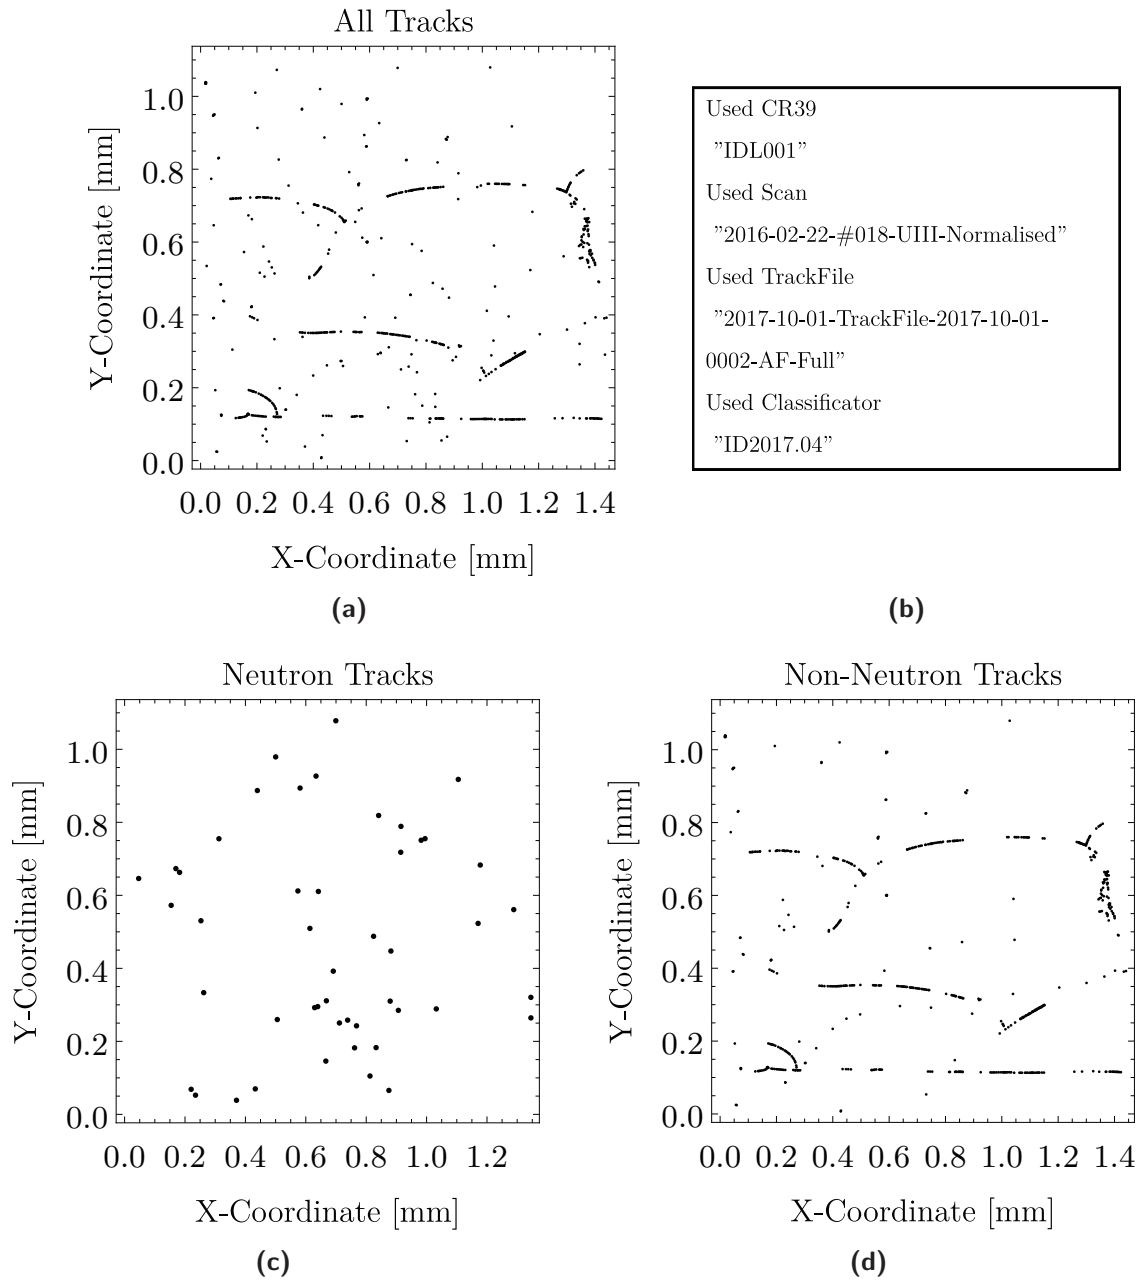 All Tracks
1.0
0.8
0.6
0.4
0.2
0.0
Y-Coordinate [mm]
0.0 0.2 0.4 0.6 0.8 1.0 1.2 1.4
X-Coordinate [mm]
(a)
Used CR39
"IDL001"
Used Scan
"2016-02-22-#018-UIII-Normalised"
Used TrackFile
"2017-10-01-TrackFile-2017-10-01-
0002-AF-Full"
Used Classificator
"ID2017.04"
(b)
Neutron Tracks
1.0
0.8
0.6
0.4
0.2
0.0
Y-Coordinate [mm]
0.0 0.2 0.4 0.6 0.8 1.0 1.2
X-Coordinate [mm]
(c)
Non-Neutron Tracks
1.0
0.8
0.6
0.4
0.2
0.0
Y-Coordinate [mm]
0.0 0.2 0.4 0.6 0.8 1.0 1.2 1.4
X-Coordinate [mm]
(d)